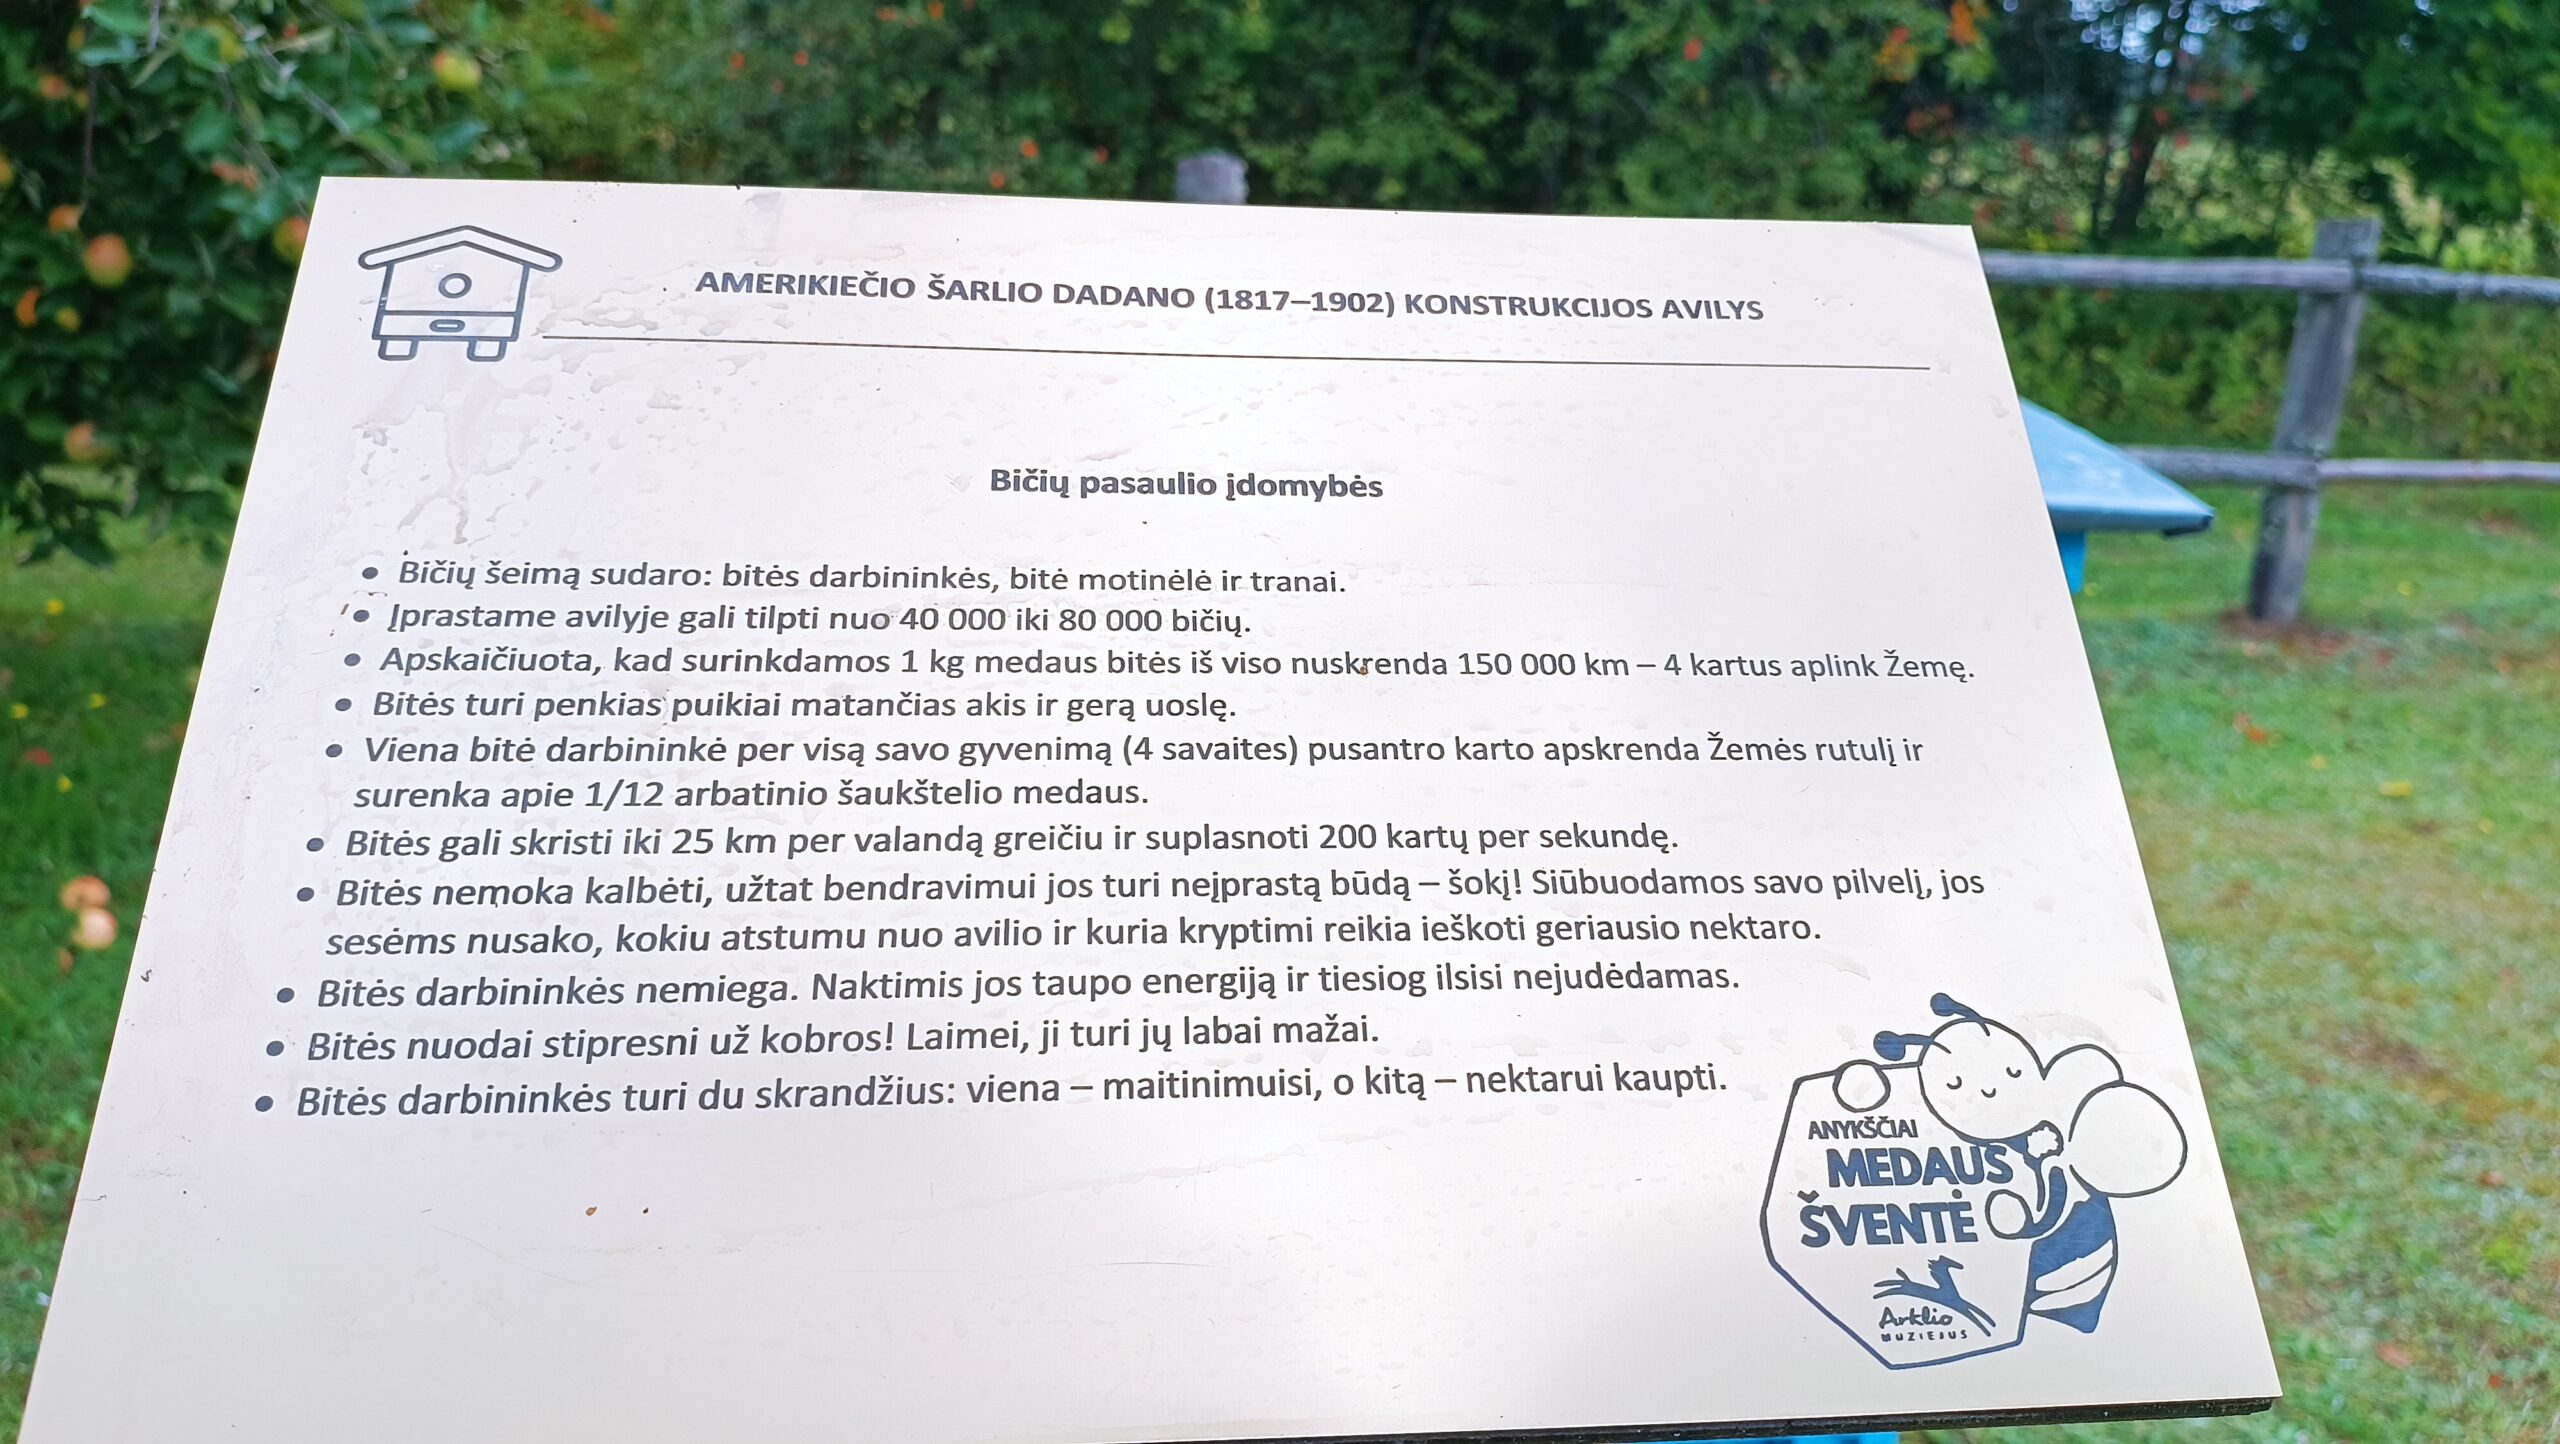 AMERIKIEČIO ŠARLIO DADANO (1817–1902) KONSTRUKCIJOS AVILYS
Bičių pasaulio įdomybės
• Bičių šeimą sudaro: bitės darbininkės, bitė motinėlė ir tranai.
• Įprastame avilyje gali tilpti nuo 40 000 iki 80 000 bičių.
• Apskaičiuota, kad surinkdamos 1 kg medaus bitės iš viso nuskrenda 150 000 km – 4 kartus aplink Žemę.
• Bitės turi penkias puikiai matančias akis ir gerą uoslę.
• Viena bitė darbininkė per visą savo gyvenimą (4 savaites) pusantro karto apskrenda Žemės rutulį ir
surenka apie 1/12 arbatinio šaukštelio medaus.
• Bitės gali skristi iki 25 km per valandą greičiu ir suplasnoti 200 kartų per sekundę.
• Bitės nemoka kalbėti, užtat bendravimui jos turi neįprastą būdą – šokį! Siūbuodamos savo pilvelį, jos
sesėms nusako, kokiu atstumu nuo avilio ir kuria kryptimi reikia ieškoti geriausio nektaro.
• Bitės darbininkės nemiega. Naktimis jos taupo energiją ir tiesiog ilsisi nejudėdamas.
• Bitės nuodai stipresni už kobros! Laimei, ji turi jų labai mažai.
• Bitės darbininkės turi du skrandžius: viena – maitinimuisi, o kitą – nektarui kaupti.
ANYKŠČIAI
MEDAUS
ŠVENTĖ
Arklio
MUZIEJUS